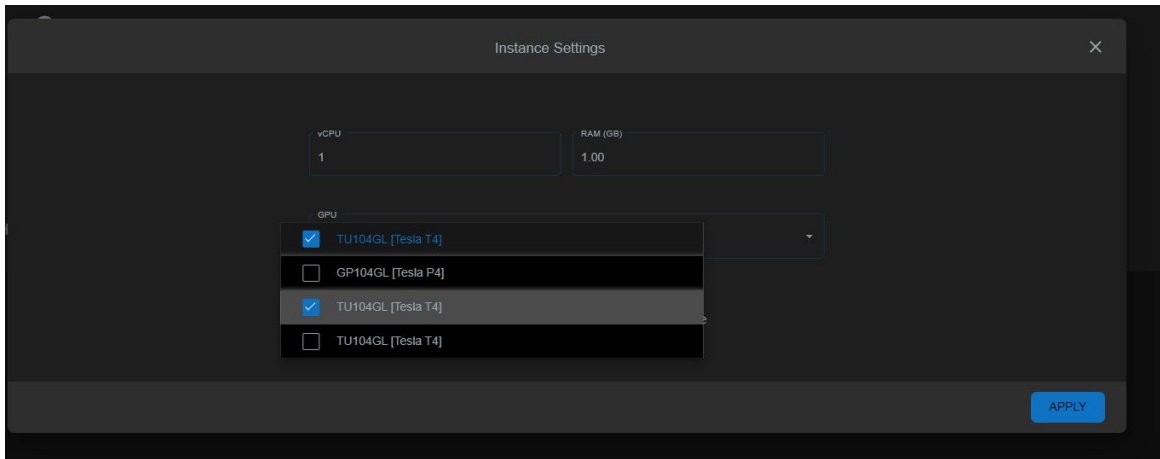 Instance Settings
vCPU
1
RAM (GB)
1.00
GPU
TU104GL [Tesla T4]
GP104GL [Tesla P4]
TU104GL [Tesla T4]
TU104GL [Tesla T4]
APPLY